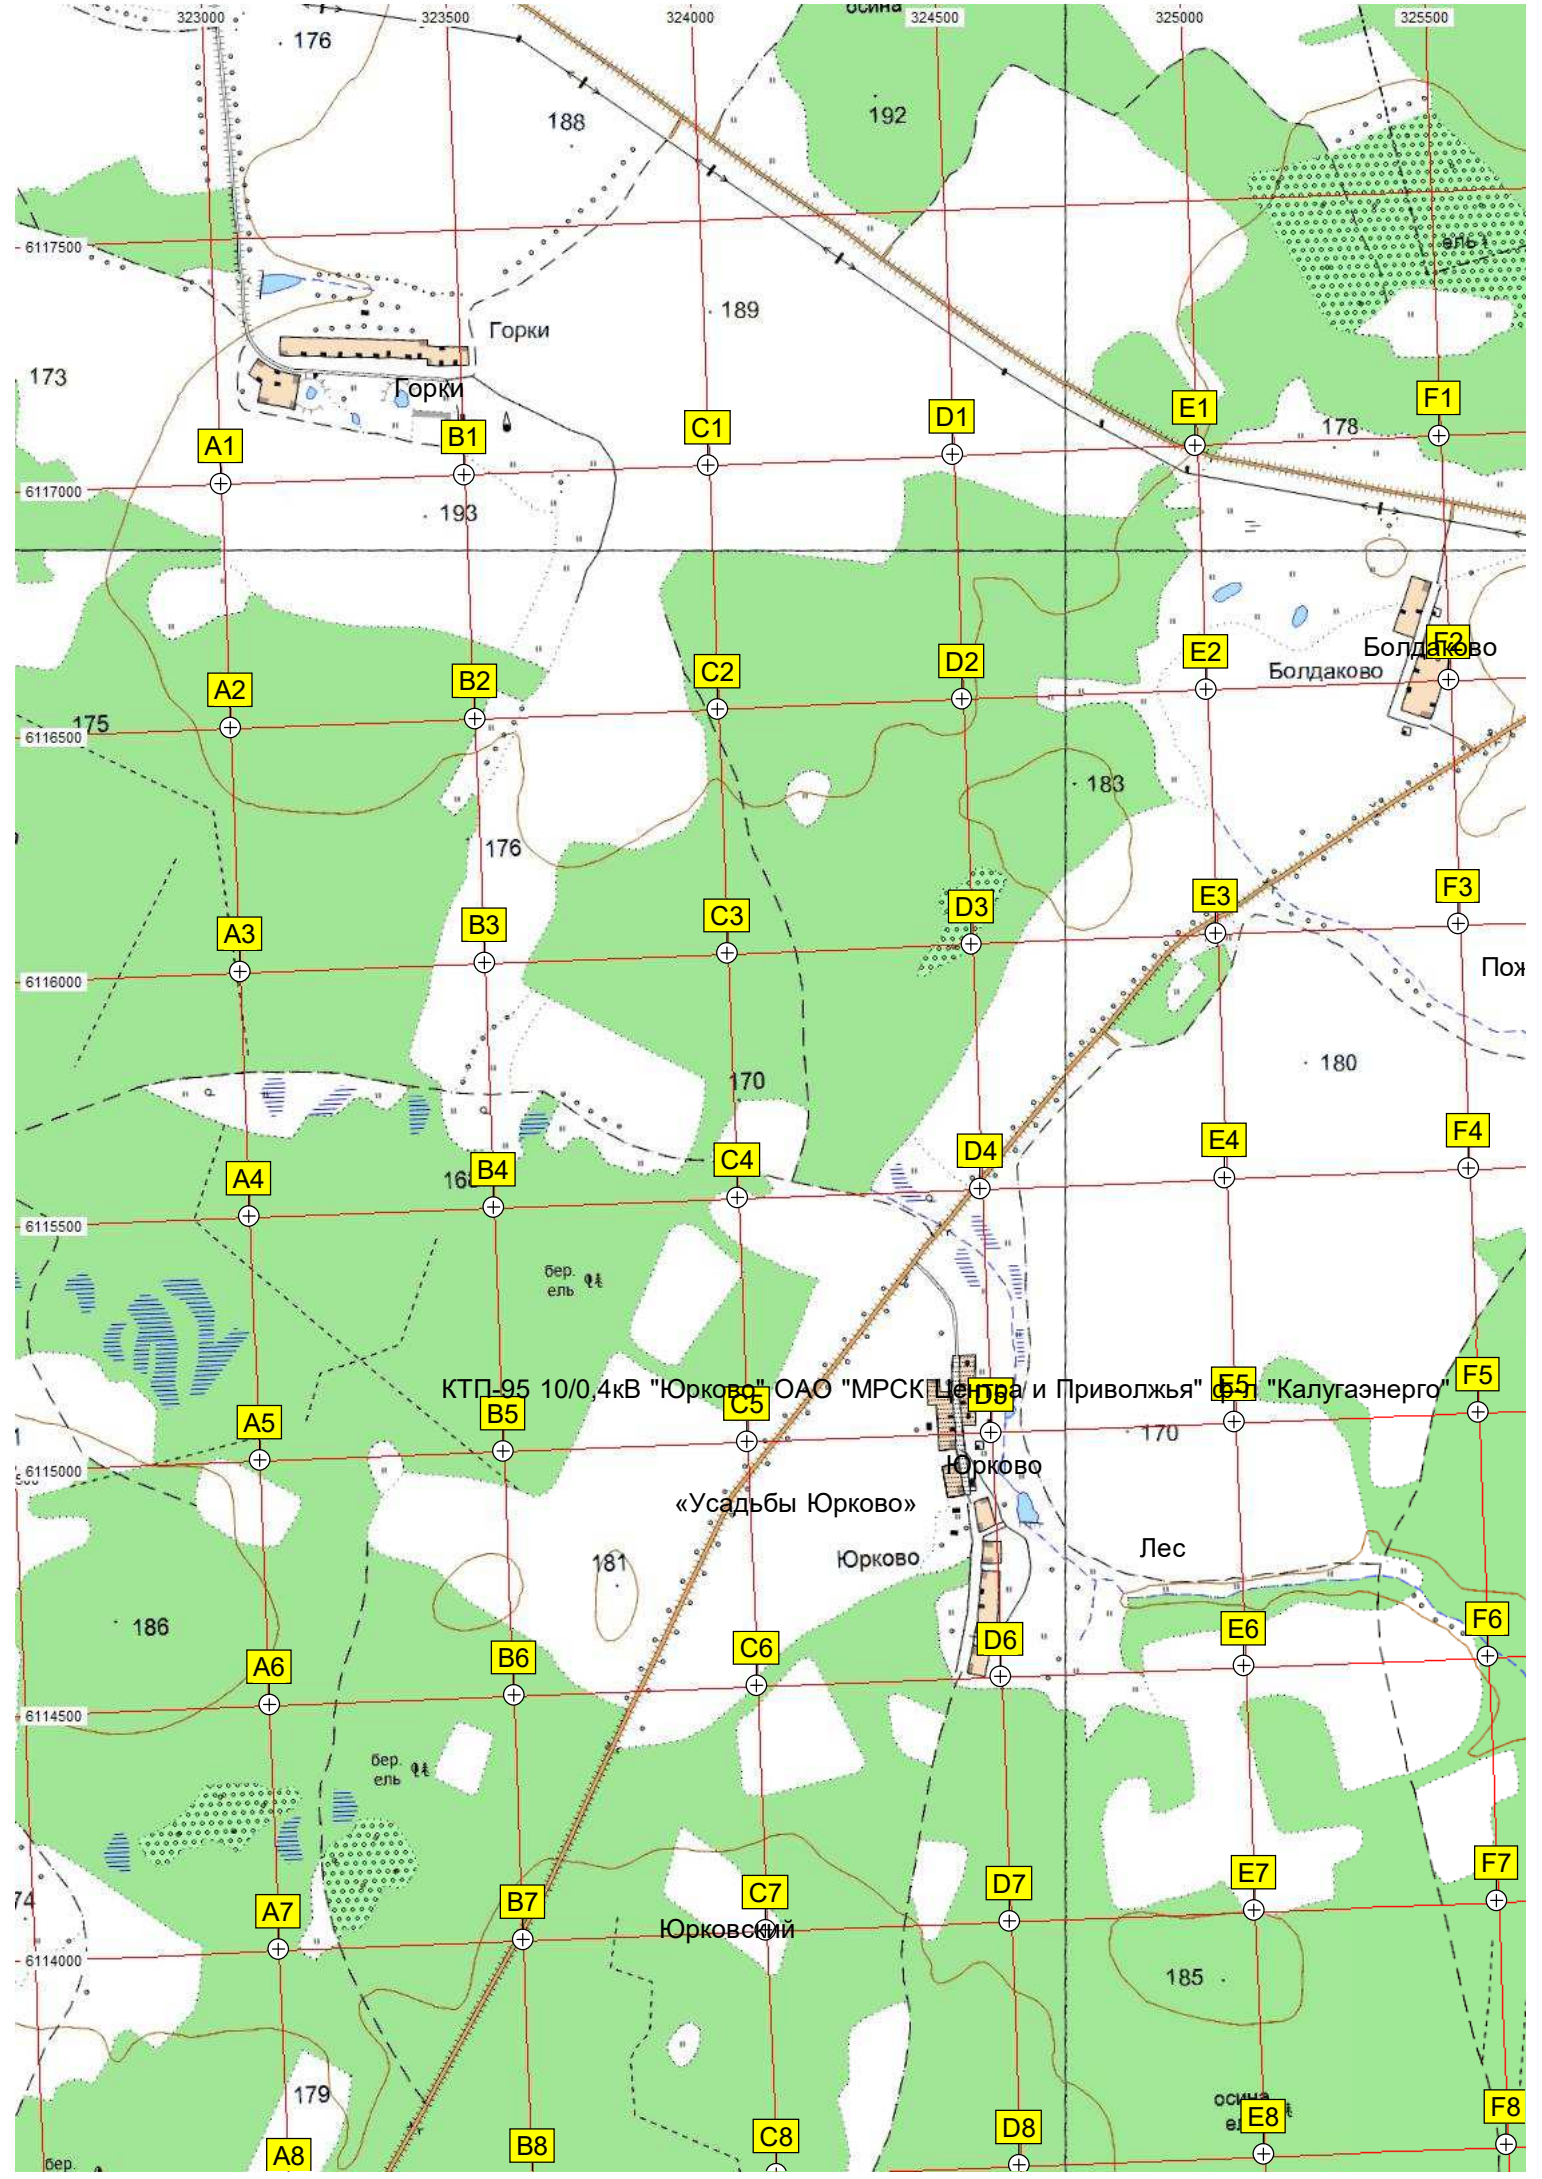 осина
323000 323500 324000 324500 325000 325500
176
188
192
6117500
ель
189
Горки
173
Горки
A1 B1 C1 D1 E1 F1
178
6117000
193
Болдаково
F2
Болдаково
A2 B2 C2 D2 E2
175
6116500
183
176
A3 B3 C3 D3 E3 F3
6116000
Пож
180
170
A4 B4 C4 D4 E4 F4
6115500
бер.
ель
КТП-95 10/0,4кВ "Юрково" ОАО "МРСК Центра и Приволжья" ф-л "Калугаэнерго"
A5 B5 C5 D5 E5 F5
170
Юрково
6115000
«Усадьбы Юрково»
Лес
181
Юрково
186
A6 B6 C6 D6 E6 F6
6114500
бер.
ель
74
A7 B7 C7 D7 E7 F7
Юрковский
6114000
185
179
осина
A8 B8 C8 D8 E8 F8
бер.